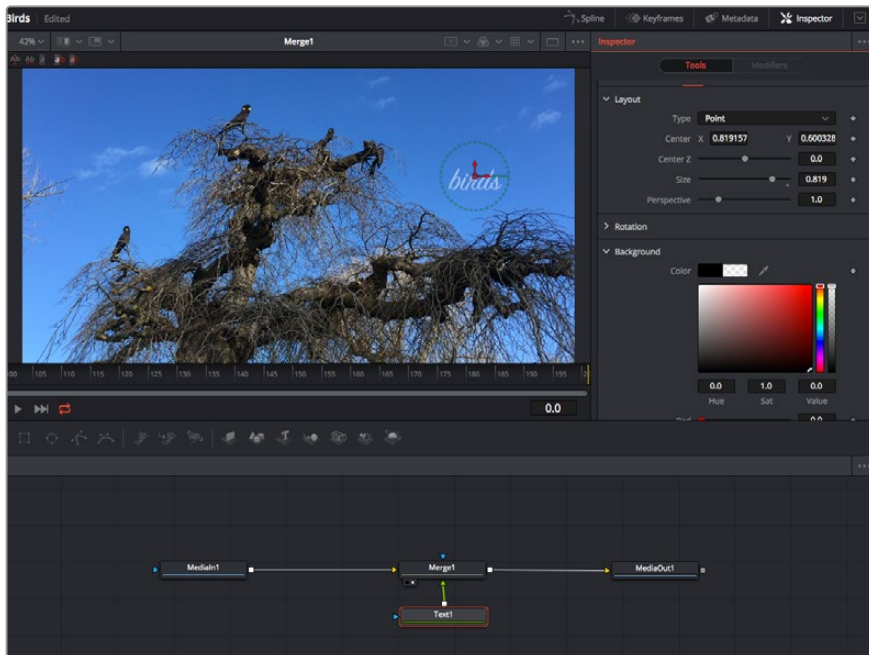 Birds Edited Spline Keyframes Metadata Inspector
42% Merge1 Inspector
Tools Modifiers
Layout
Type Point
Center X 0.819157 Y 0.600328
Center Z 0.0
birds
Size 0.819
Perspective 1.0
Rotation
Background
Color
105 110 115 120 125 130 135 140 145 150 155 160 165 170 175 180 185 190 195
0.0 1.0 0.0
Hue Sat Value
0.0
MediaIn1 Merge1 MediaOut1
Text1